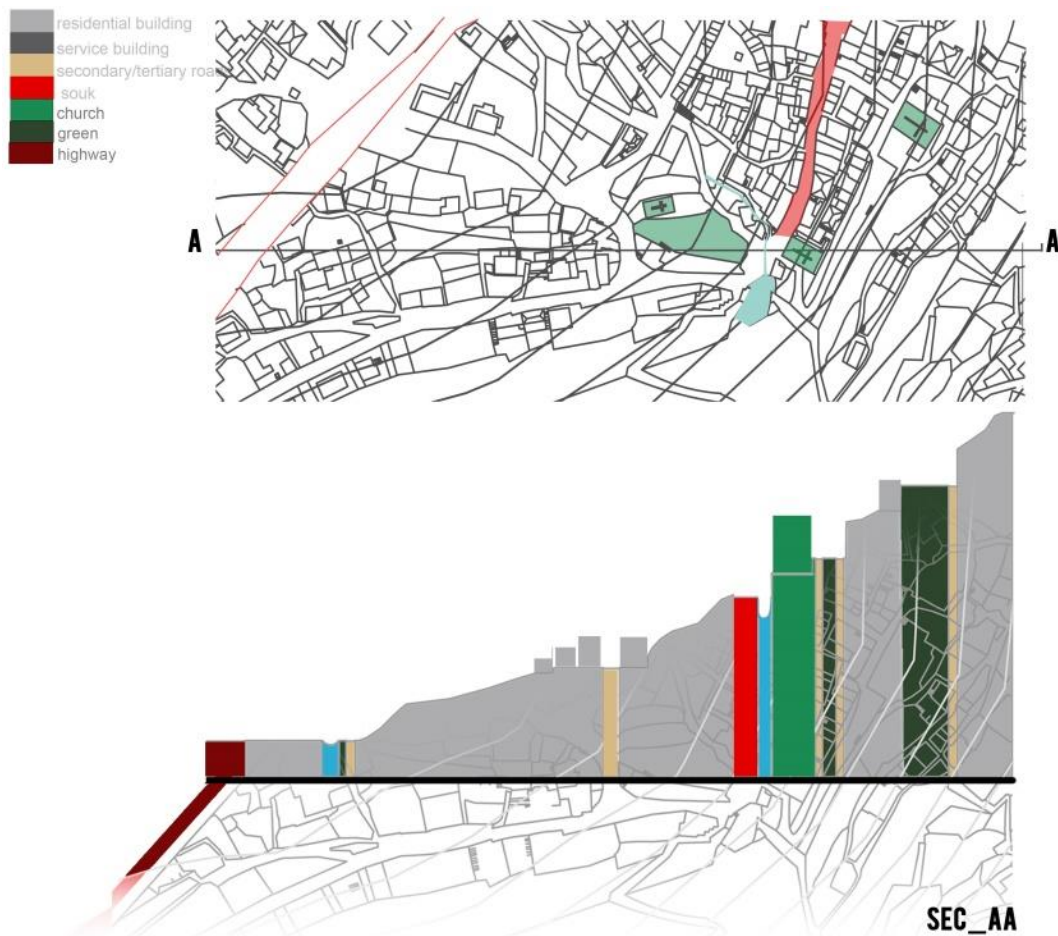 residential building
service building
secondary/tertiary road
souk
church
green
highway
A
A
SEC_AA